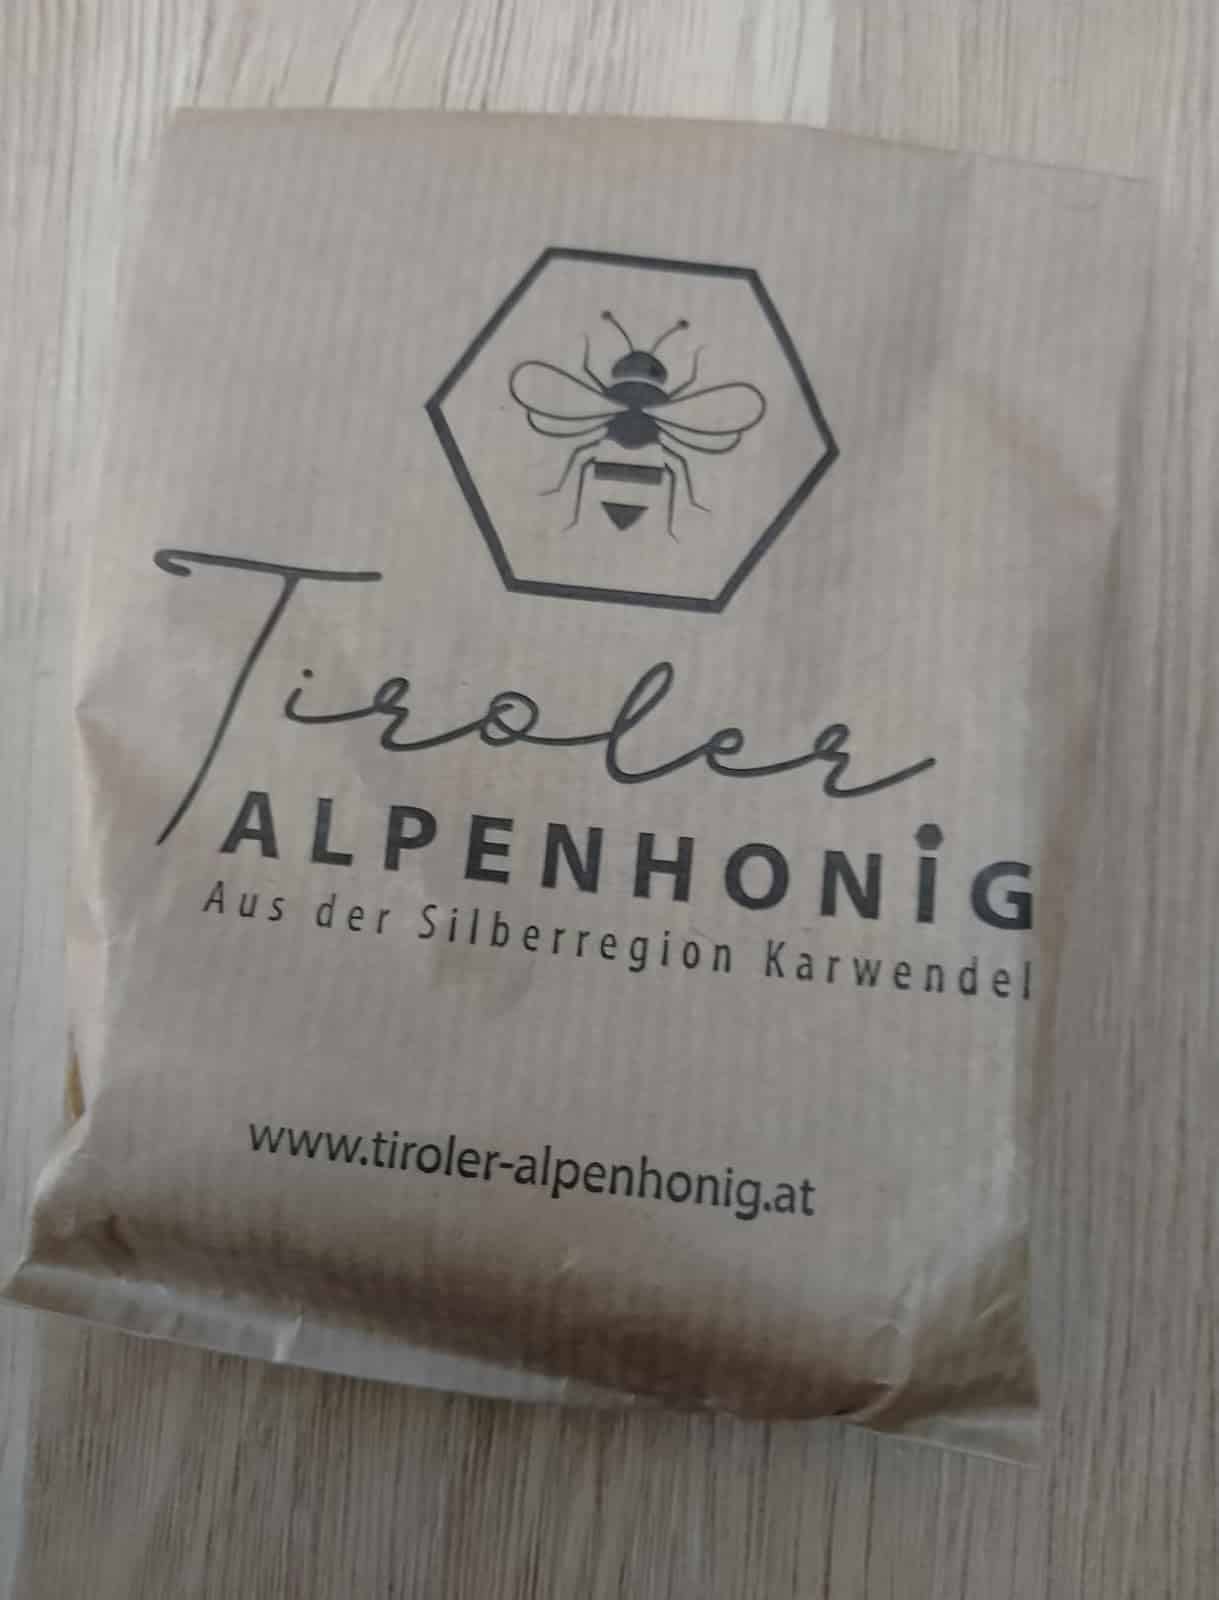 Tiroler
ALPENHONiG
Aus der Silberregion Karwendel
www.tiroler-alpenhonig.at